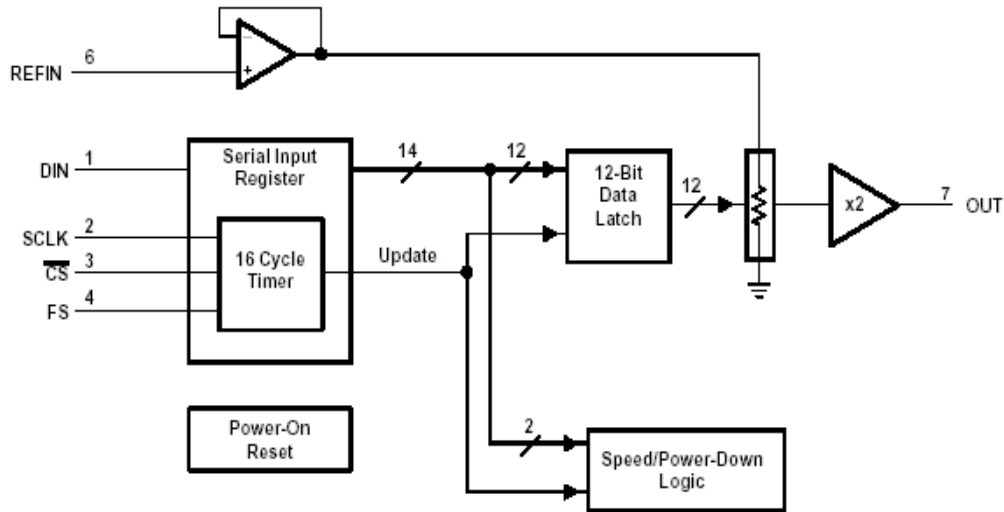 6
REFIN
−
+
DIN
1
Serial Input
Register
14
12
12-Bit
Data
Latch
12
x2
7
OUT
SCLK
2
CS
3
FS
4
16 Cycle
Timer
Update
Power-On
Reset
2
Speed/Power-Down
Logic